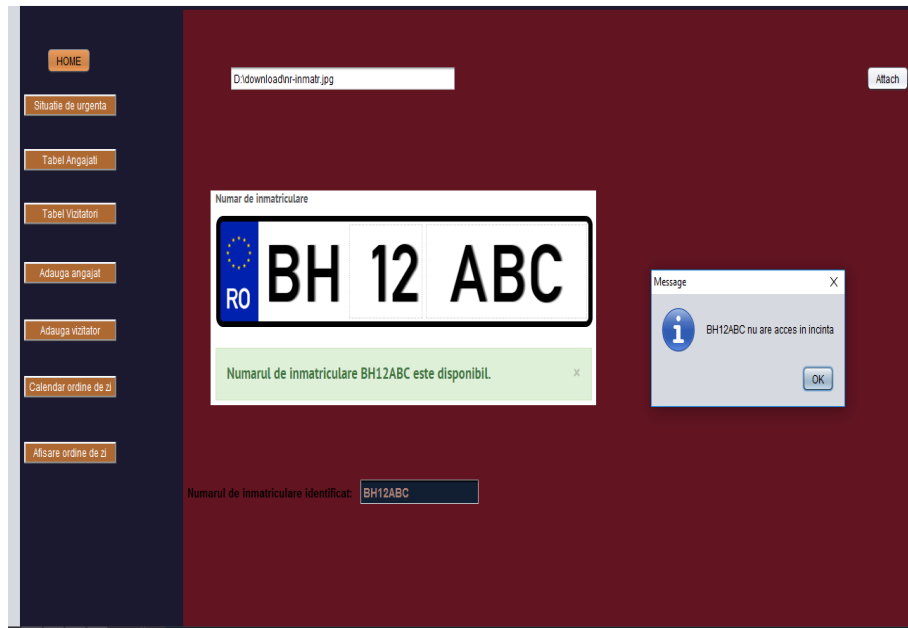 HOME
D:\download\nr-inmatr.jpg
Attach
Situatie de urgenta
Tabel Angajati
Tabel Vizitatori
Adauga angajat
Adauga vizitator
Calendar ordine de zi
Afisare ordine de zi
Numar de inmatriculare
RO BH 12 ABC
Numarul de inmatriculare BH12ABC este disponibil. x
Message X
i
BH12ABC nu are acces in incinta
OK
Numarul de inmatriculare identificat: BH12ABC